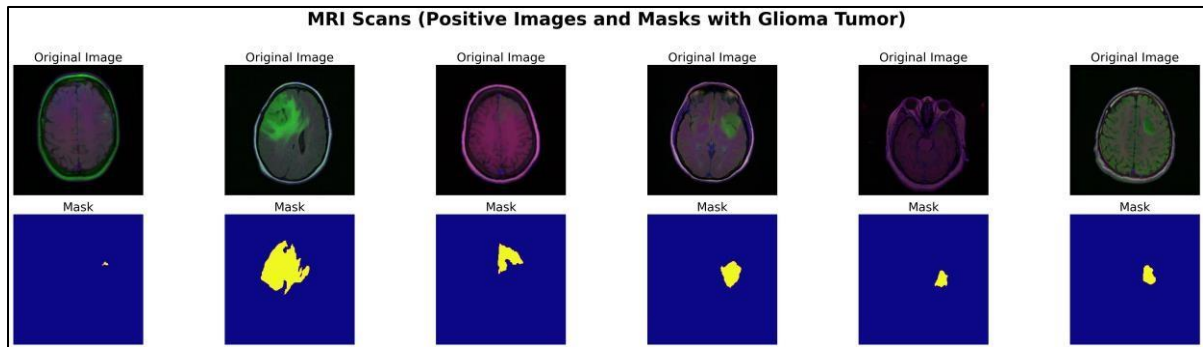 MRI Scans (Positive Images and Masks with Glioma Tumor)
Original Image Original Image Original Image Original Image Original Image Original Image
Mask Mask Mask Mask Mask Mask